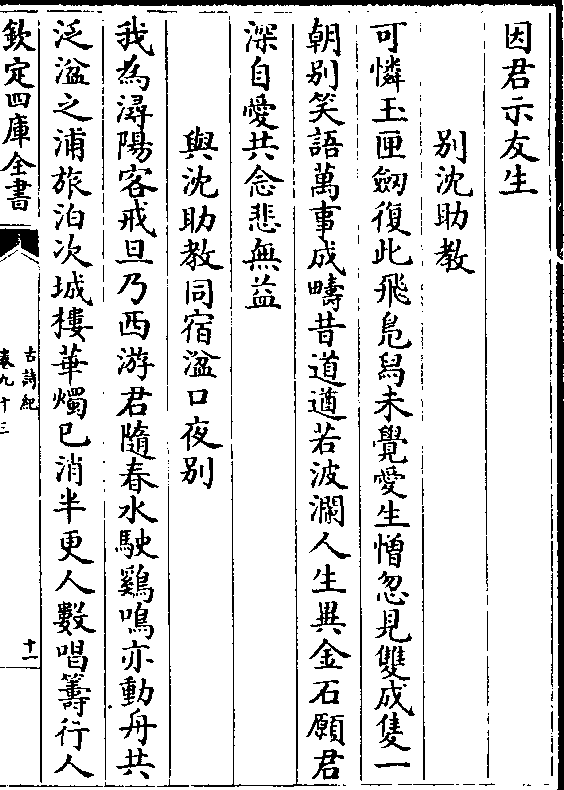 因君示友生
別沈助教
可憐玉匣劒復此飛鳬舄未覺愛生憎忽見雙成隻一
朝别笑語萬事成疇昔道遒若波瀾人生異金石願君
深自愛共念悲無益
與沈助教同宿湓口夜别
我為潯陽客戒旦乃西游君隨春水駛鷄鳴亦動舟共
泛湓之浦旅泊次城樓華燭已消半更人數唱籌行人
欽定四庫全書
古詩紀
卷九十三
十一